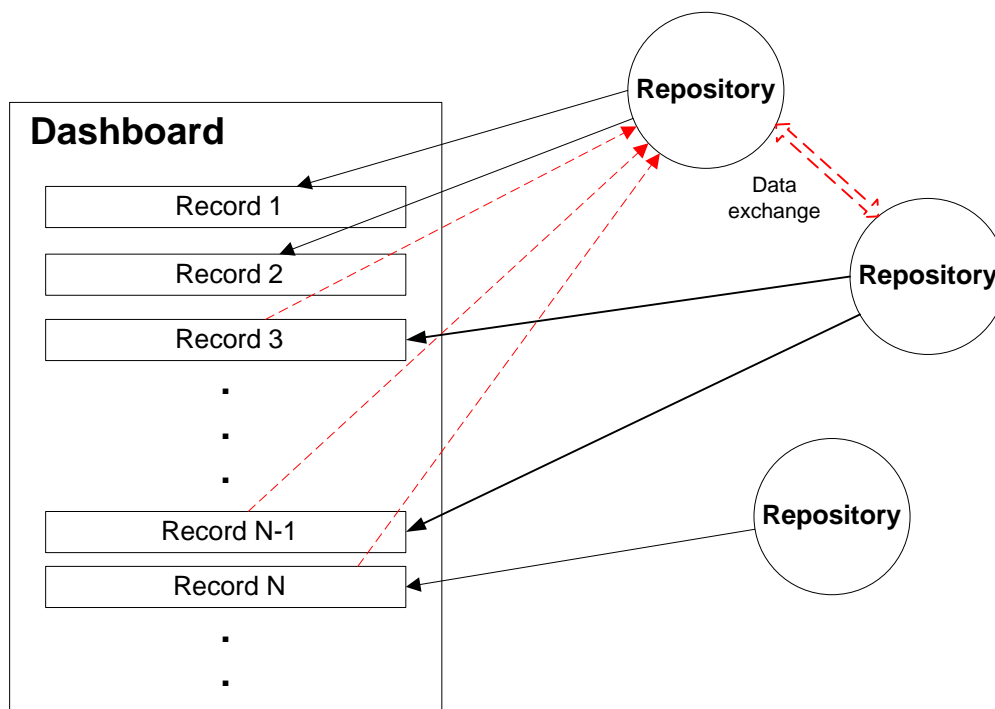 Dashboard
Record 1
Record 2
Record 3
.
.
.
Record N-1
Record N
.
.
Repository
Data
exchange
Repository
Repository